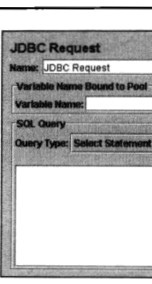 JDBC Request
Name: JDBC Request
Variable Name Bound to Pool
Variable Name:
SQL Query
Query Type: Select Statement